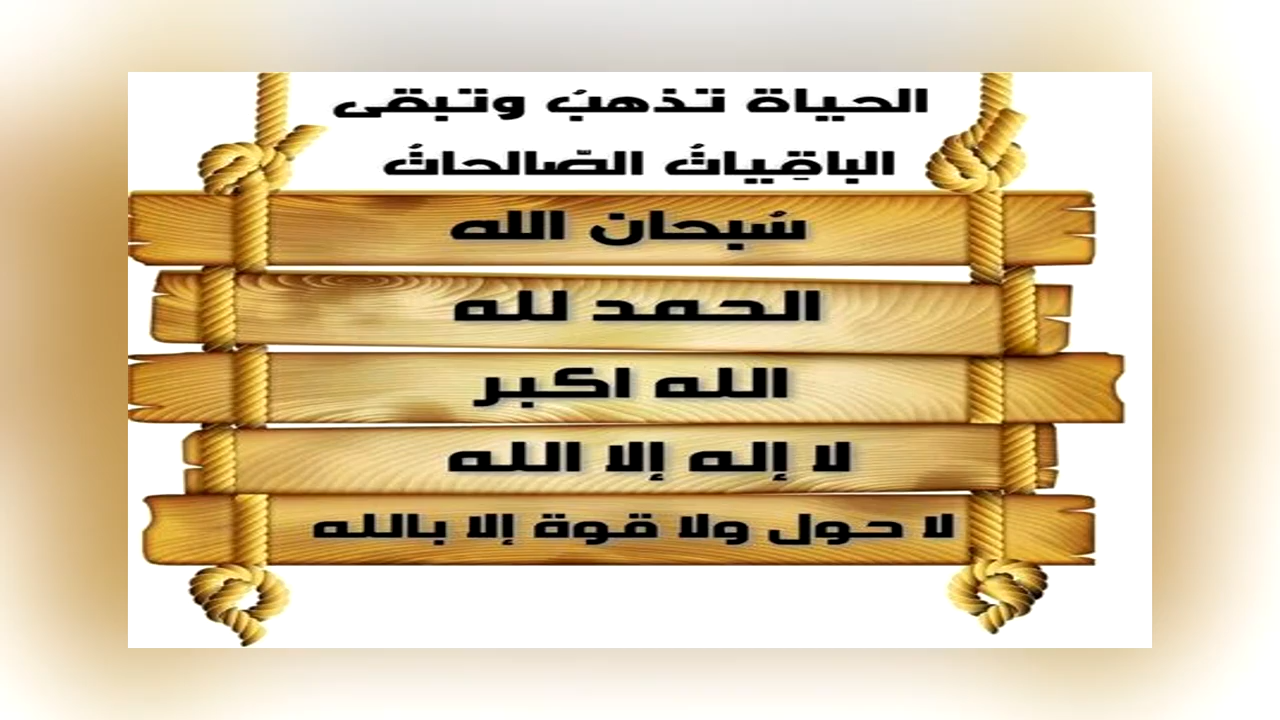 الحياة تذهبُ وتبقى
الباقِياتُ الصّالحاتُ
سُبحان الله
الحمد لله
الله اكبر
لا إله إلا الله
لا حول ولا قوة إلا بالله